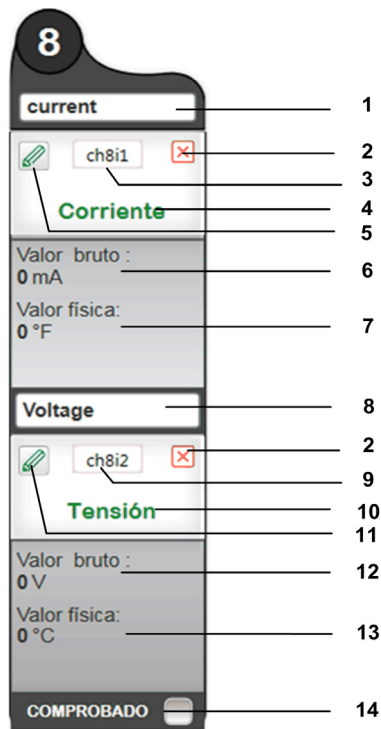 8
current
1
2
ch8i1
3
Corriente
4
5
Valor bruto :
6
0 mA
Valor física:
7
0 °F
Voltage
8
2
ch8i2
9
Tensión
10
11
Valor bruto :
12
0 V
Valor física:
13
0 °C
COMPROBADO
14